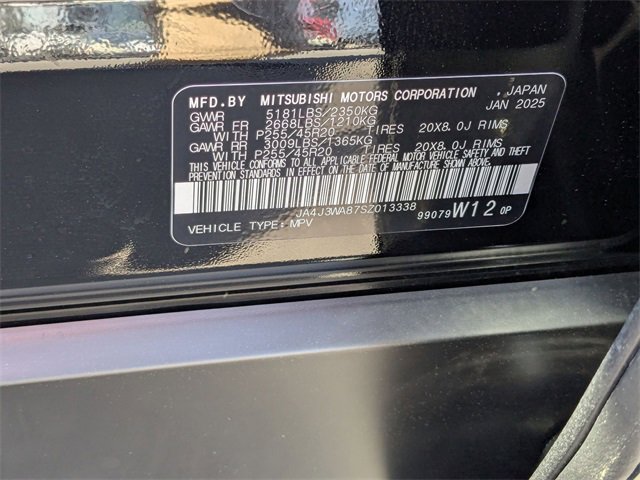 MFD.BY MITSUBISHI MOTORS CORPORATION , JAPAN
GVWR 5181LBS/2350KG JAN 2025
GAWR FR 2668LBS/1210KG
WITH P255/45R20 TIRES 20X8.0J RIMS
GAWR RR 3009LBS/1365KG
WITH P255/45R20 TIRES 20X8.0J RIMS
THIS VEHICLE CONFORMS TO ALL APPLICABLE FEDERAL MOTOR VEHICLE SAFETY AND THEFT
PREVENTION STANDARDS IN EFFECT ON THE DATE OF MANUFACTURE SHOWN ABOVE.
JA4J3WA87SZ013338
VEHICLE TYPE: MPV 99079 W12 0P